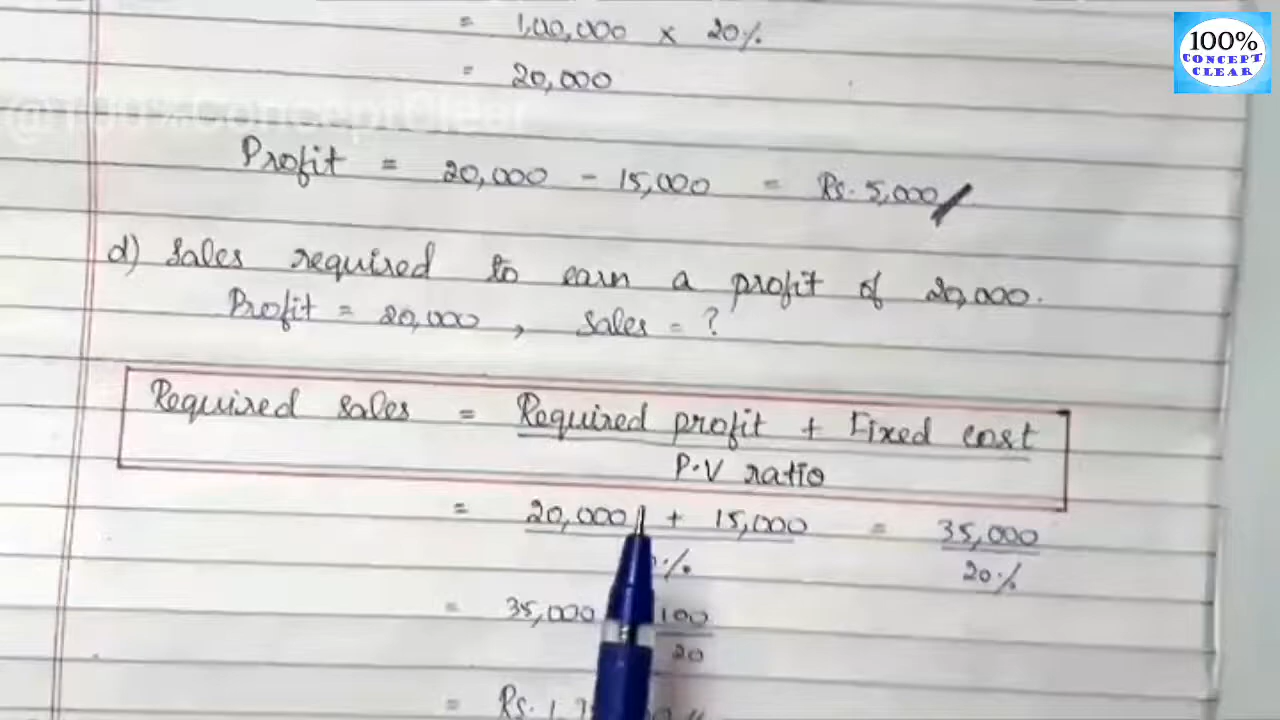 = 1,00,000 x 20%
= 20,000
100%
CONCEPT
CLEAR
Profit = 20,000 - 15,000 = Rs. 5,000/
d) Sales required to earn a profit of 20,000.
Profit = 20,000 , Sales = ?
Required sales = Required profit + Fixed cost
P.V ratio
= 20,000 + 15,000 = 35,000
% 20%
= 35,000 100
20
= Rs.